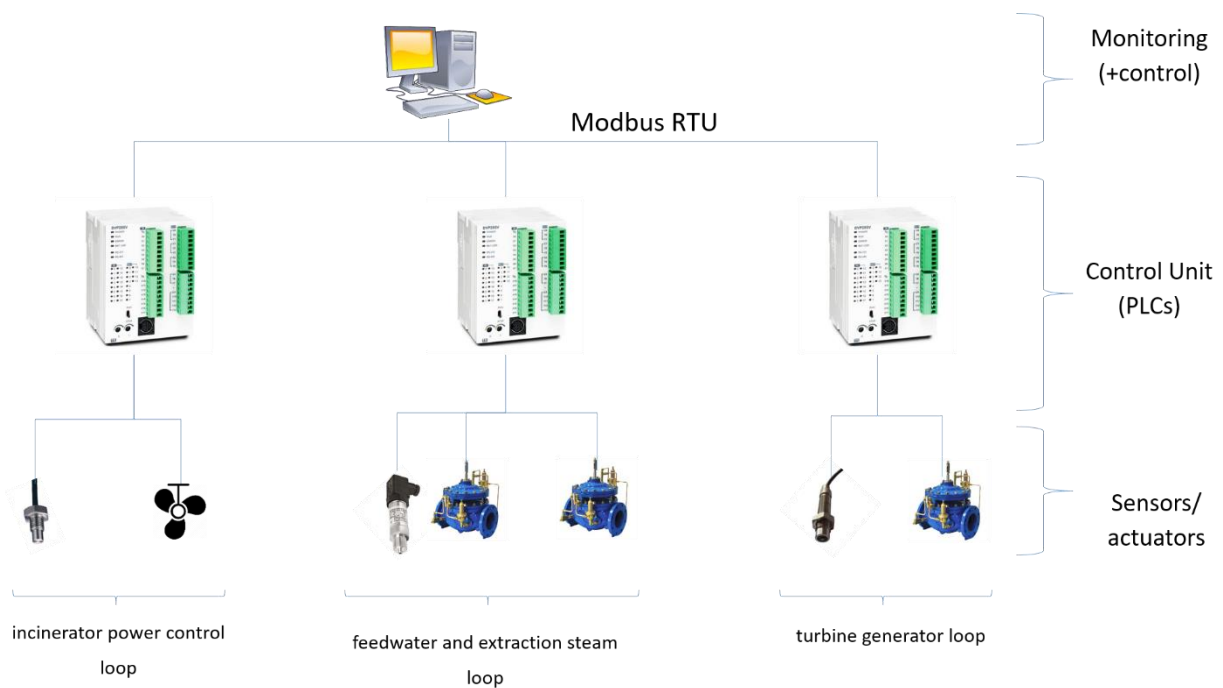 Monitoring
(+control)
Modbus RTU
Control Unit
(PLCs)
Sensors/
actuators
incinerator power control
loop
feedwater and extraction steam
loop
turbine generator loop